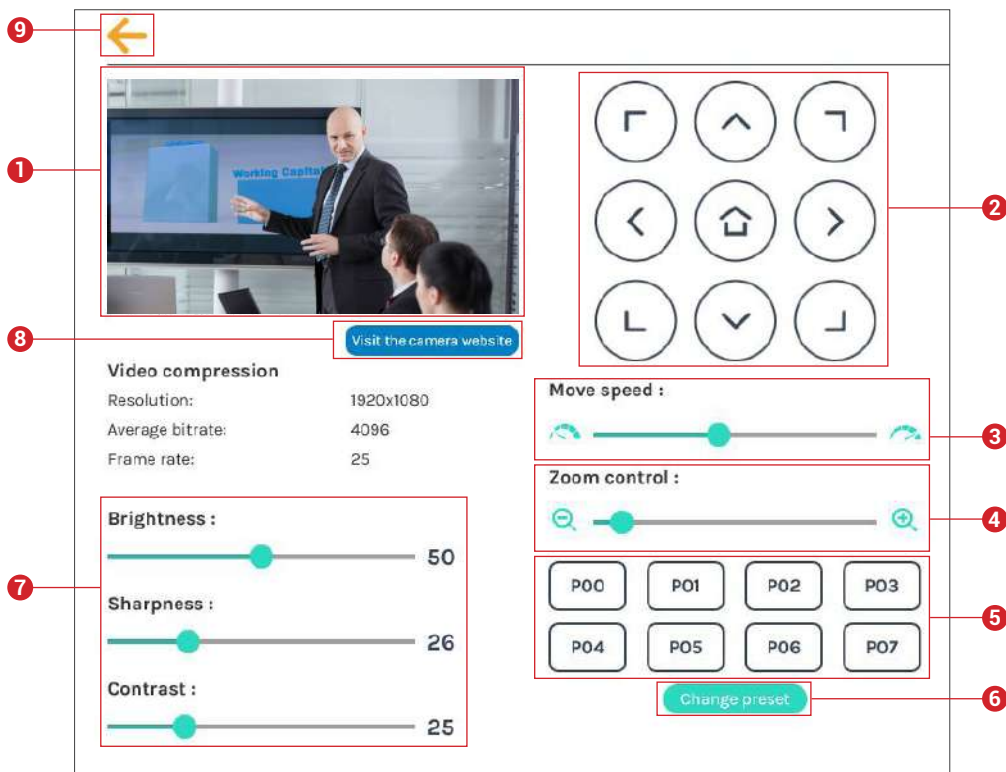 9
1
Working Capital
2
8
Visit the camera website
Video compression
Resolution: 1920x1080
Average bitrate: 4096
Frame rate: 25
Move speed :
3
Zoom control :
4
7
Brightness :
50
Sharpness :
26
Contrast :
25
P00 P01 P02 P03
5
P04 P05 P06 P07
Change preset
6